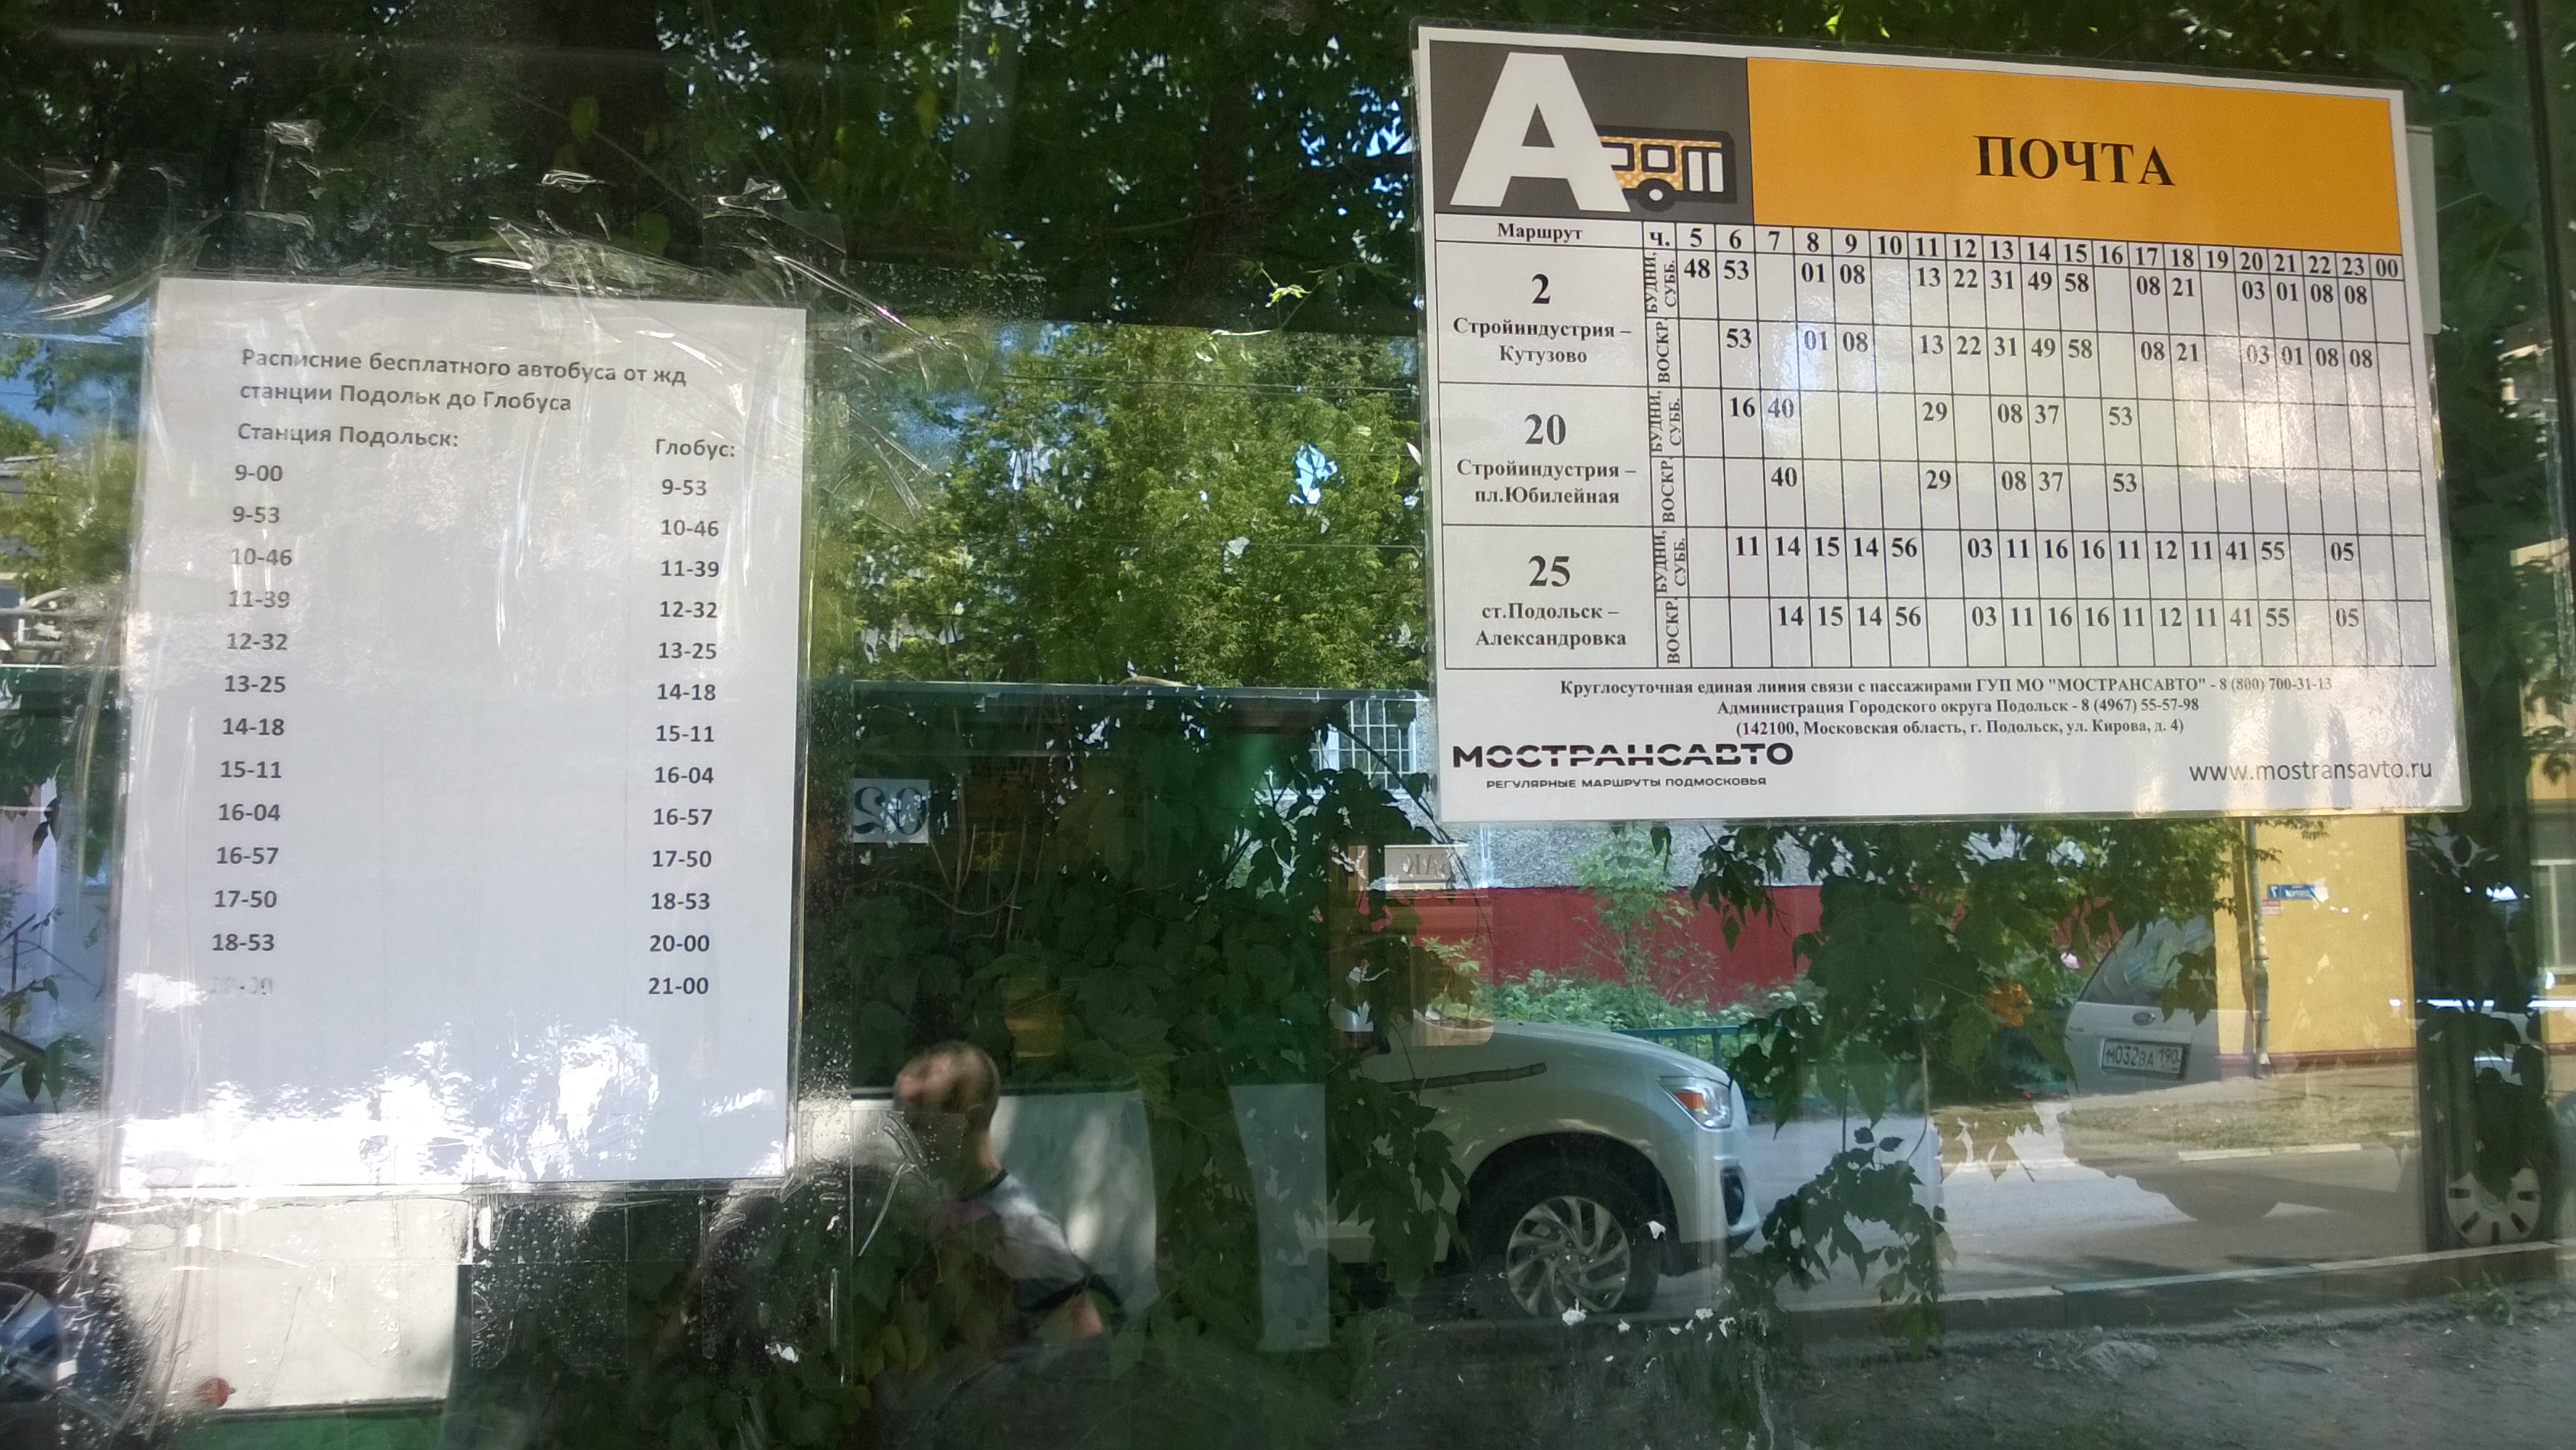 Расписние бесплатного автобуса от жд
станции Подольк до Глобуса
Станция Подольск: Глобус:
9-00 9-53
9-53 10-46
10-46 11-39
11-39 12-32
12-32 13-25
13-25 14-18
14-18 15-11
15-11 16-04
16-04 16-57
16-57 17-50
17-50 18-53
18-53 20-00
21-00
А
ПОЧТА
Маршрут ч. 5 6 7 8 9 10 11 12 13 14 15 16 17 18 19 20 21 22 23 00
2
Стройиндустрия –
Кутузово
БУДНИ, СУББ. 48 53 01 08 13 22 31 49 58 08 21 03 01 08 08
ВОСКР. 53 01 08 13 22 31 49 58 08 21 03 01 08 08
20
Стройиндустрия –
пл.Юбилейная
БУДНИ, СУББ. 16 40 29 08 37 53
ВОСКР. 40 29 08 37 53
25
ст.Подольск –
Александровка
БУДНИ, СУББ. 11 14 15 14 56 03 11 16 16 11 12 11 41 55 05
ВОСКР. 14 15 14 56 03 11 16 16 11 12 11 41 55 05
Круглосуточная единая линия связи с пассажирами ГУП МО "МОСТРАНСАВТО" - 8 (800) 700-31-13
Администрация Городского округа Подольск - 8 (4967) 55-57-98
(142100, Московская область, г. Подольск, ул. Кирова, д. 4)
МОСТРАНСАВТО
РЕГУЛЯРНЫЕ МАРШРУТЫ ПОДМОСКОВЬЯ
www.mostransavto.ru
М032ВА 190